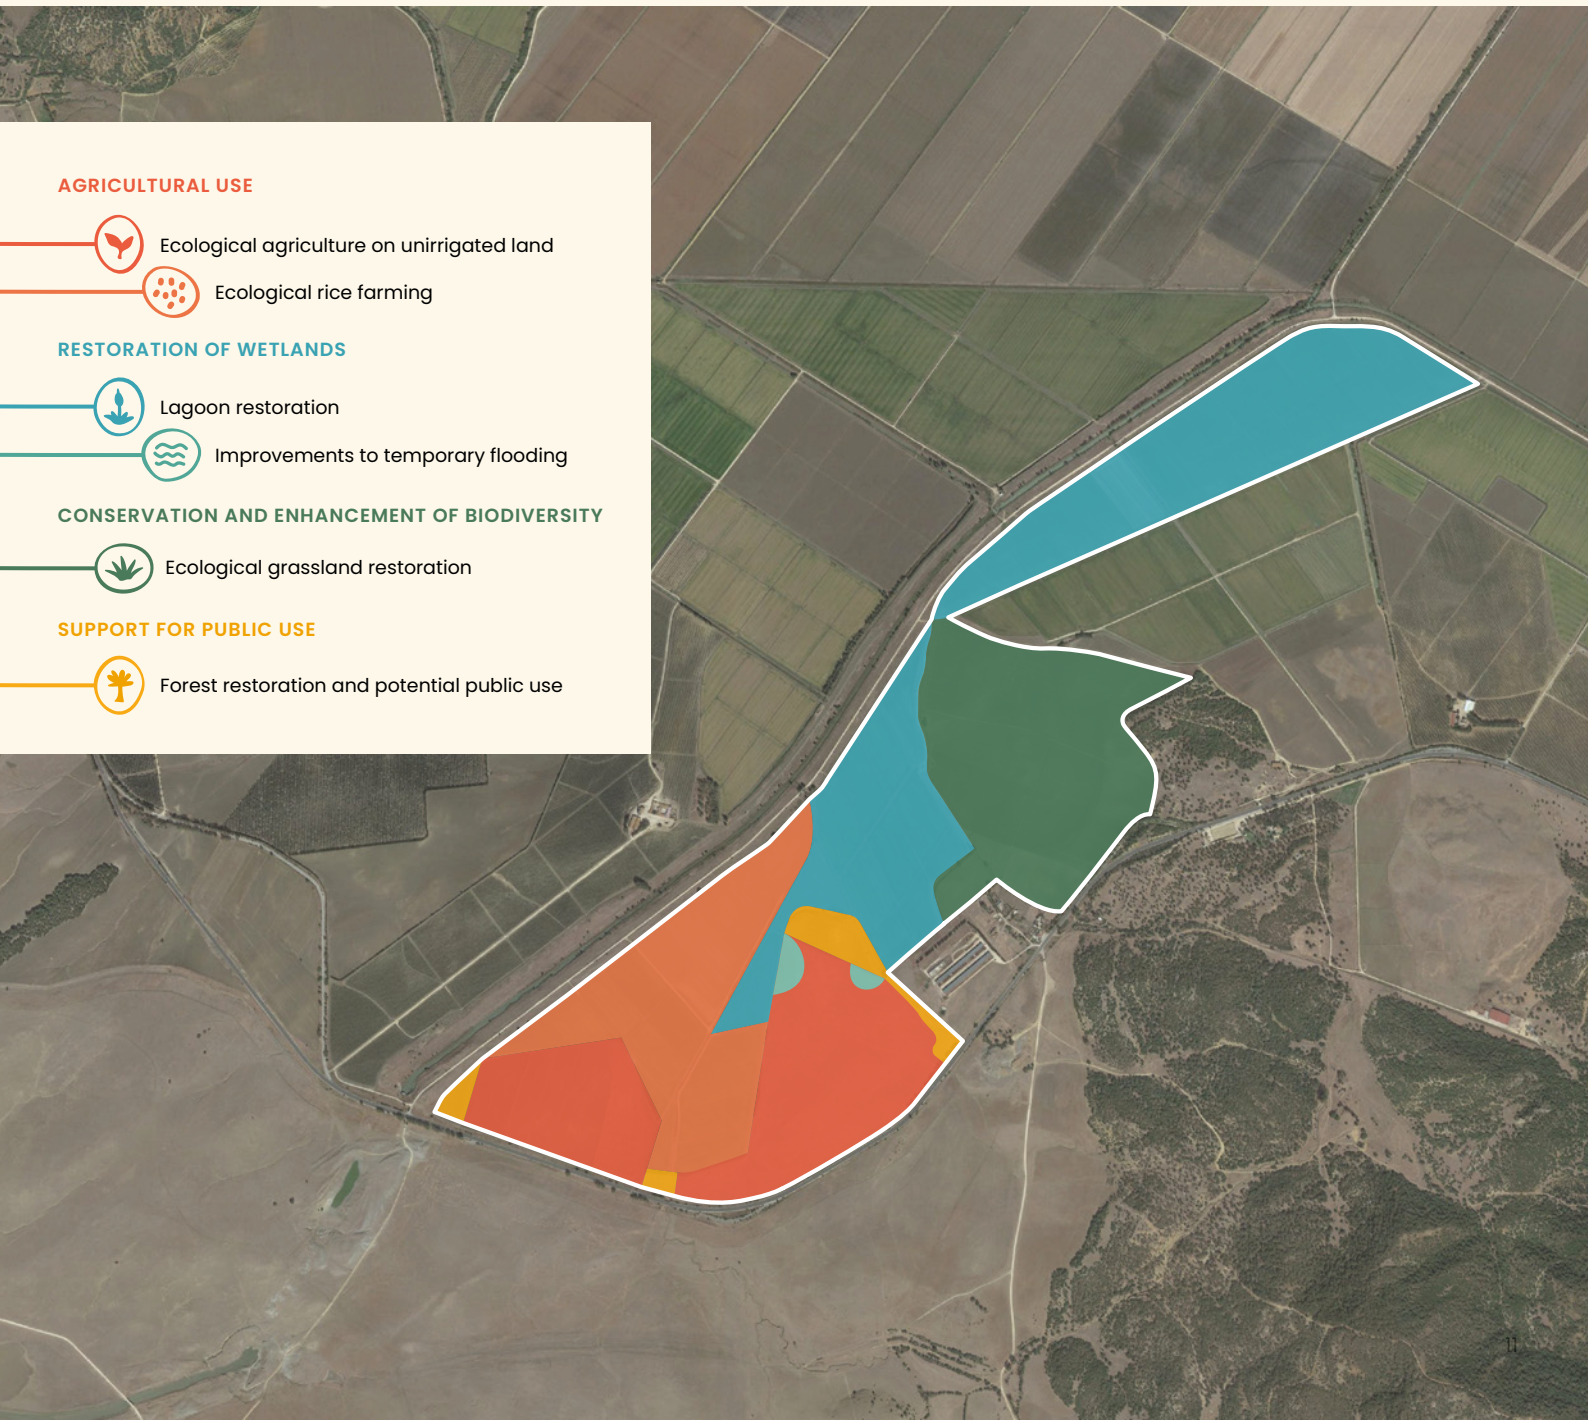 AGRICULTURAL USE
Ecological agriculture on unirrigated land
Ecological rice farming
RESTORATION OF WETLANDS
Lagoon restoration
Improvements to temporary flooding
CONSERVATION AND ENHANCEMENT OF BIODIVERSITY
Ecological grassland restoration
SUPPORT FOR PUBLIC USE
Forest restoration and potential public use
11